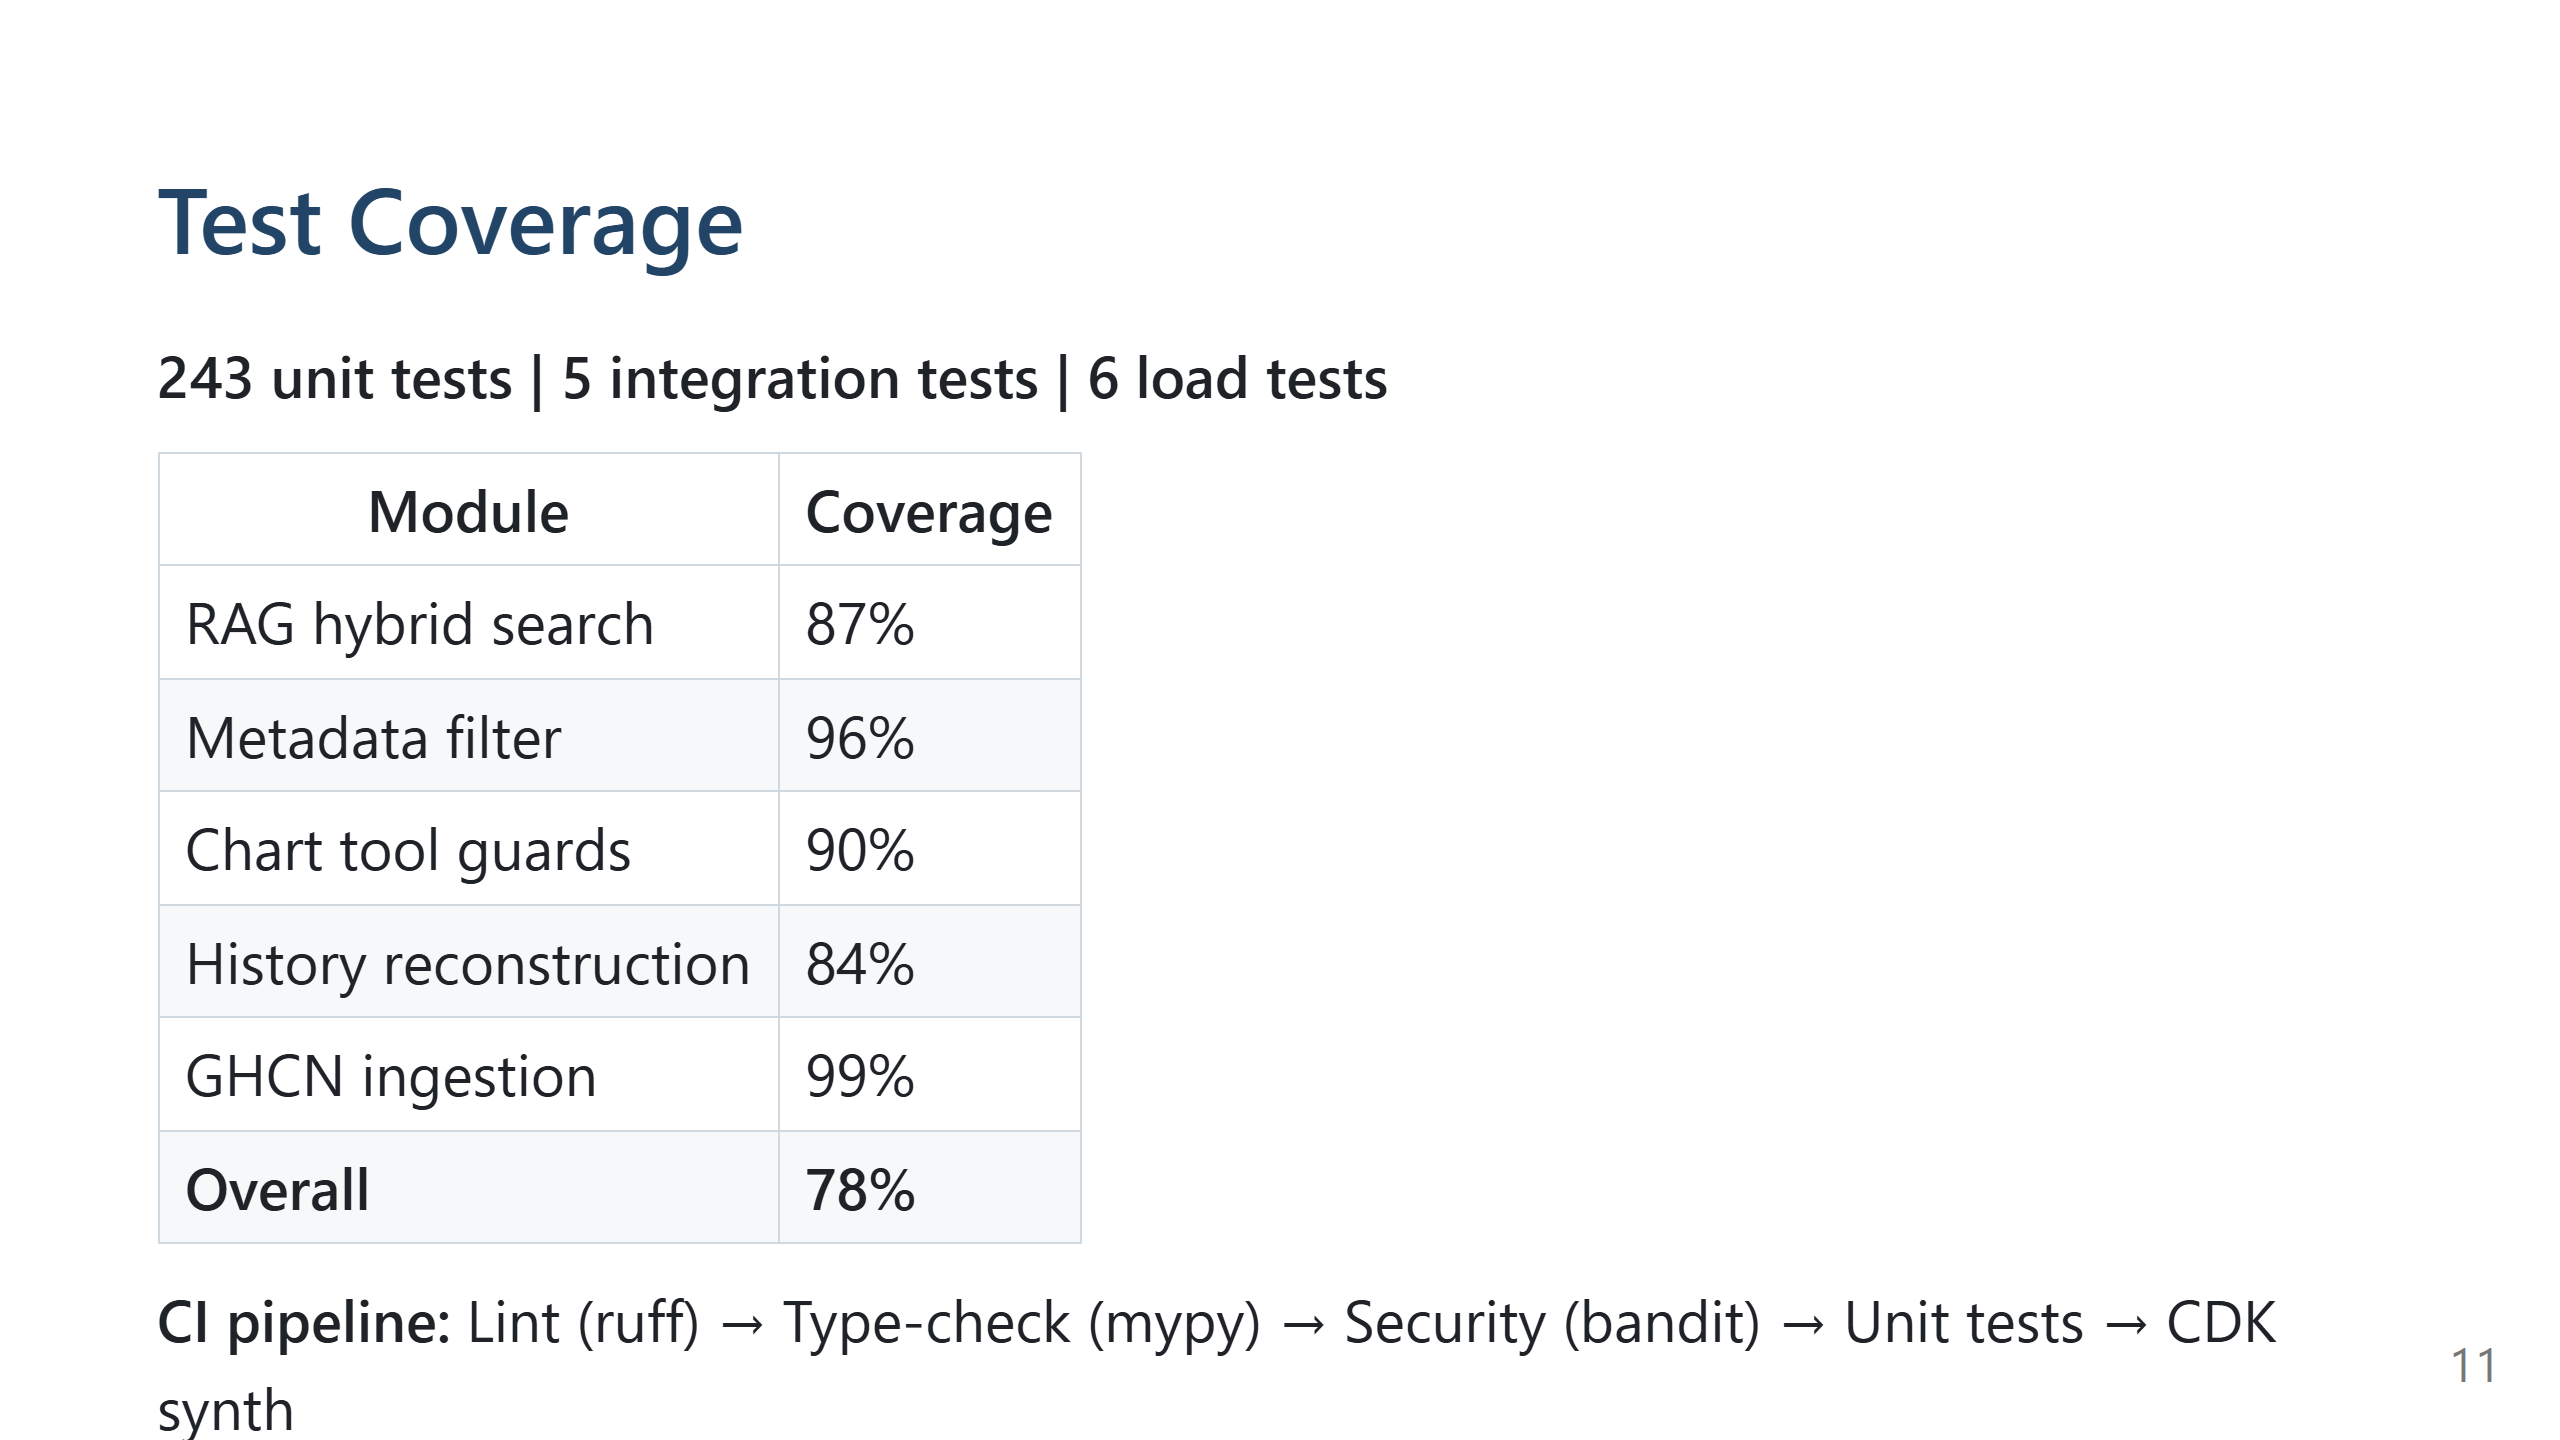 Test Coverage
243 unit tests | 5 integration tests | 6 load tests
Module Coverage
RAG hybrid search 87%
Metadata filter 96%
Chart tool guards 90%
History reconstruction 84%
GHCN ingestion 99%
Overall 78%
CI pipeline: Lint (ruff) → Type-check (mypy) → Security (bandit) → Unit tests → CDK
synth
11